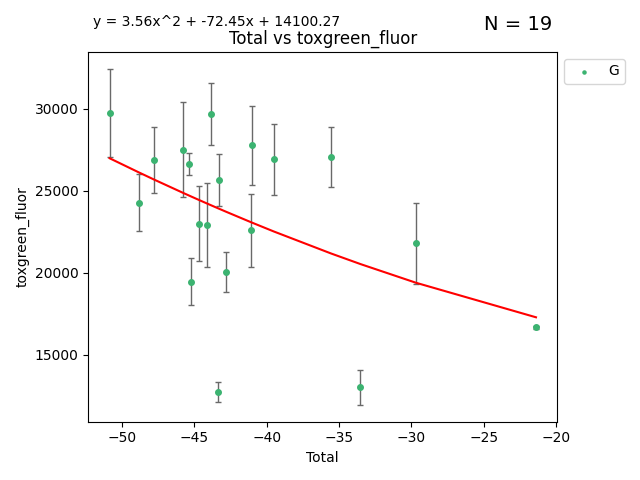 y = 3.56x^2 + -72.45x + 14100.27
N = 19
Total vs toxgreen_fluor
G
30000
25000
20000
15000
toxgreen_fluor
−50 −45 −40 −35 −30 −25 −20
Total